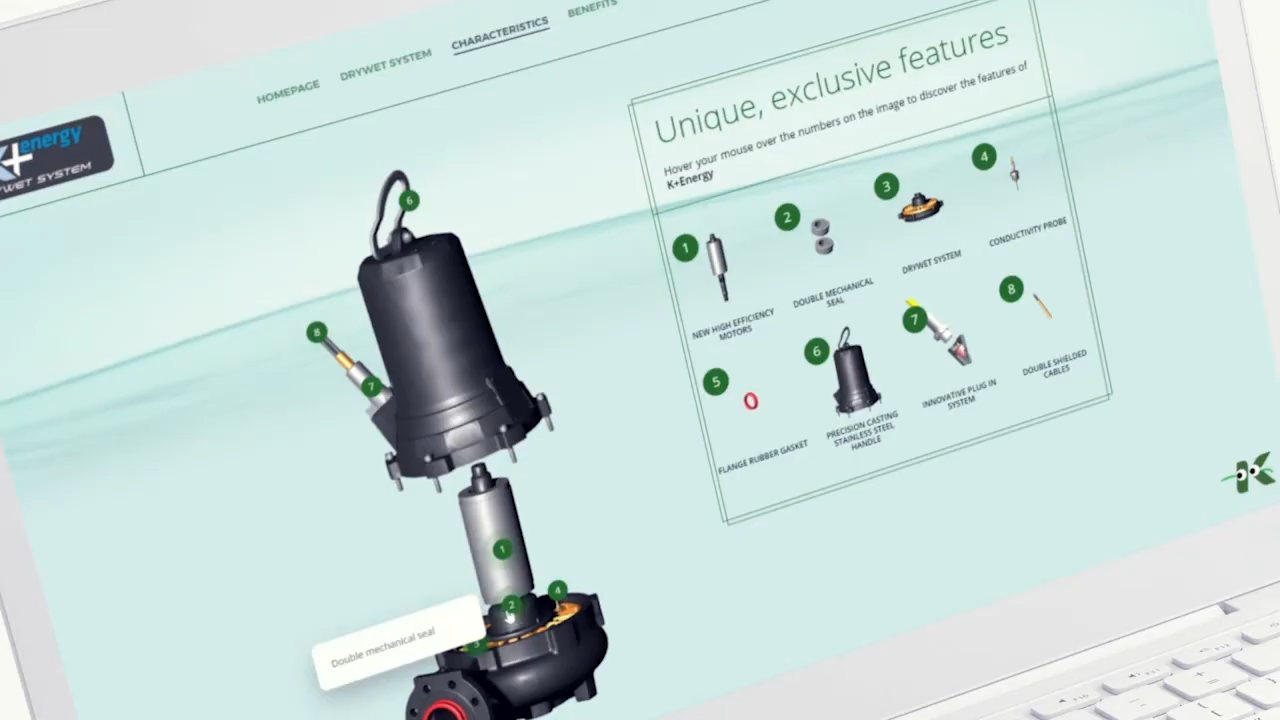 HOMEPAGE
DRYWET SYSTEM
CHARACTERISTICS
BENEFITS
K+energy
SYSTEM
Unique, exclusive features
Hover your mouse over the numbers on the image to discover the features of
K+Energy
1
NEW HIGH EFFICIENCY
MOTORS
2
DOUBLE MECHANICAL
SEAL
3
DRYWET SYSTEM
4
CONDUCTIVITY PROBE
5
FLANGE RUBBER GASKET
6
PRECISION CASTING
STAINLESS STEEL
HANDLE
7
INNOVATIVE PLUG IN
SYSTEM
8
DOUBLE SHIELDED
CABLES
6
8
7
1
2
4
3
Double mechanical seal
K